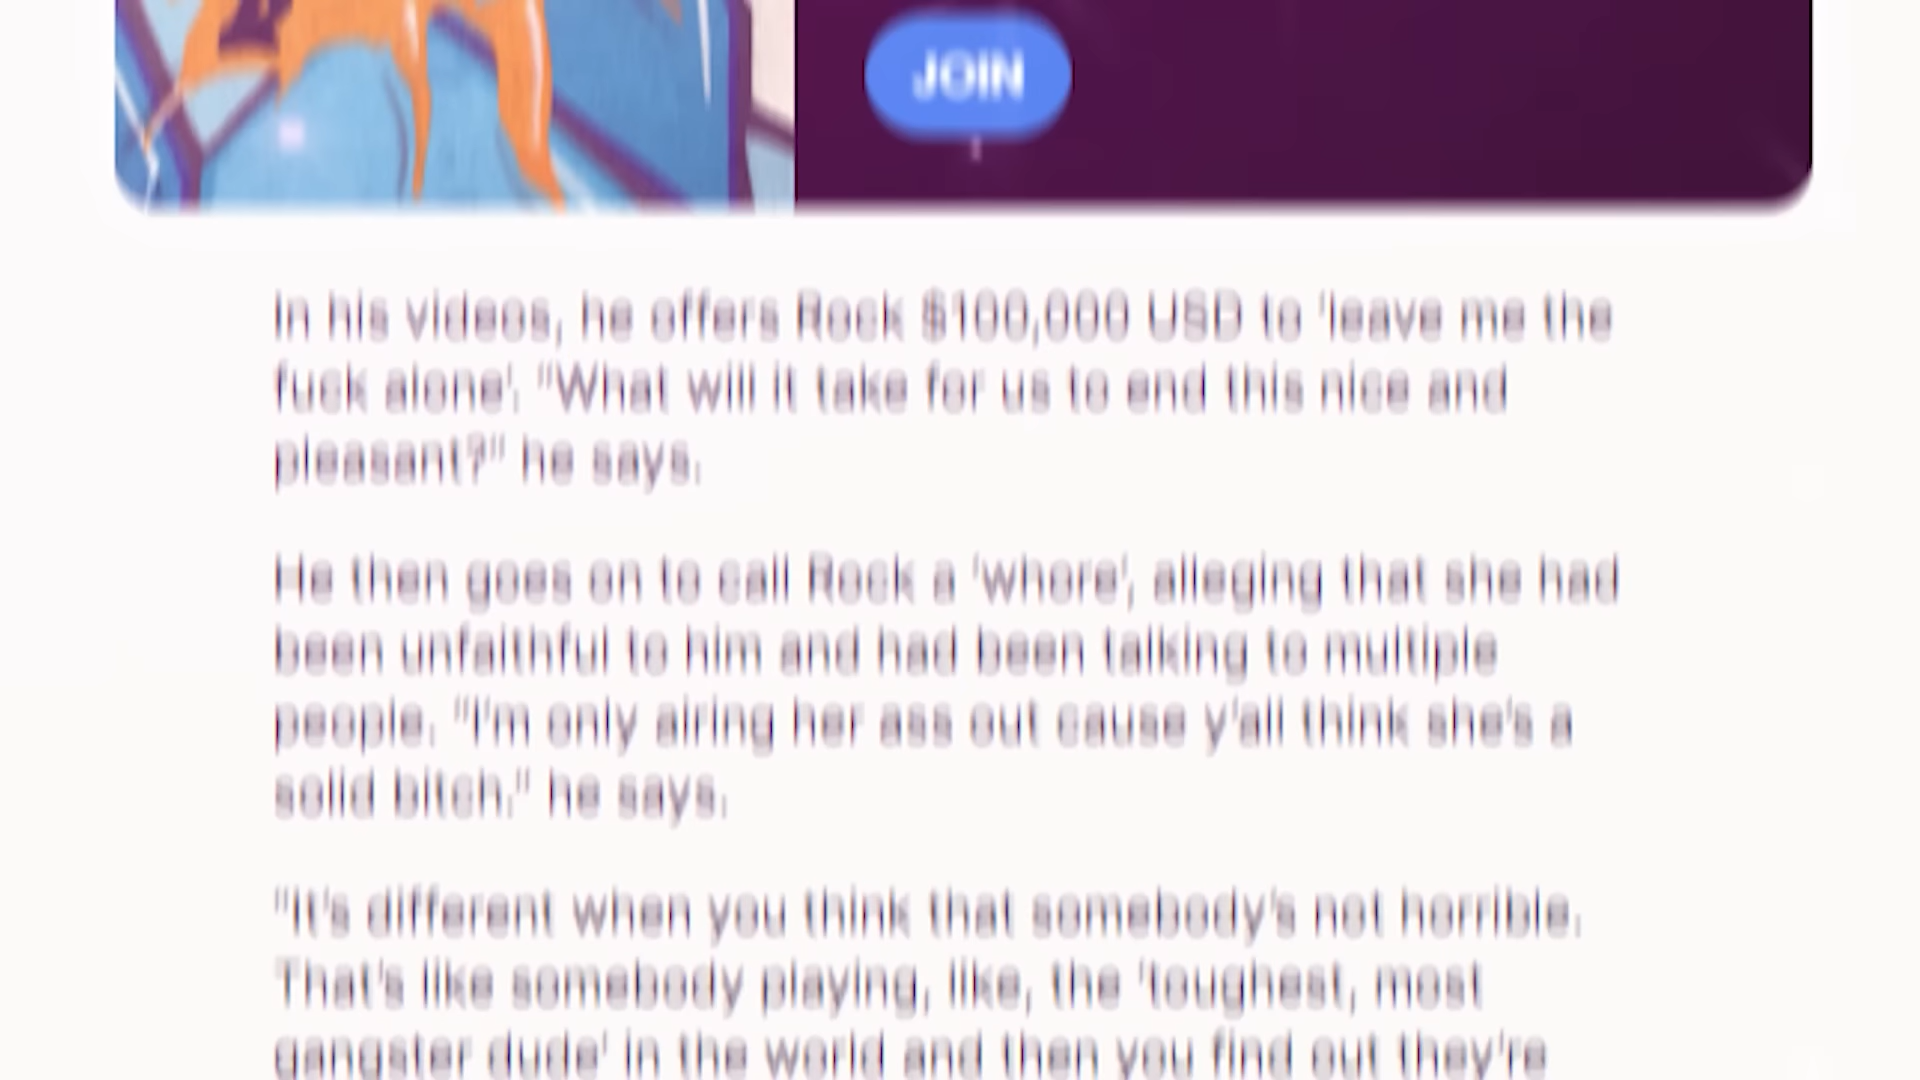 JOIN
In his videos, he offers Rock $100,000 USD to 'leave me the
fuck alone'. "What will it take for us to end this nice and
pleasant?" he says.
He then goes on to call Rock a 'whore', alleging that she had
been unfaithful to him and had been talking to multiple
people. "I'm only airing her ass out cause y'all think she's a
solid bitch." he says.
"It's different when you think that somebody's not horrible.
That's like somebody playing, like, the 'toughest, most
gangster dude' in the world and then you find out they're